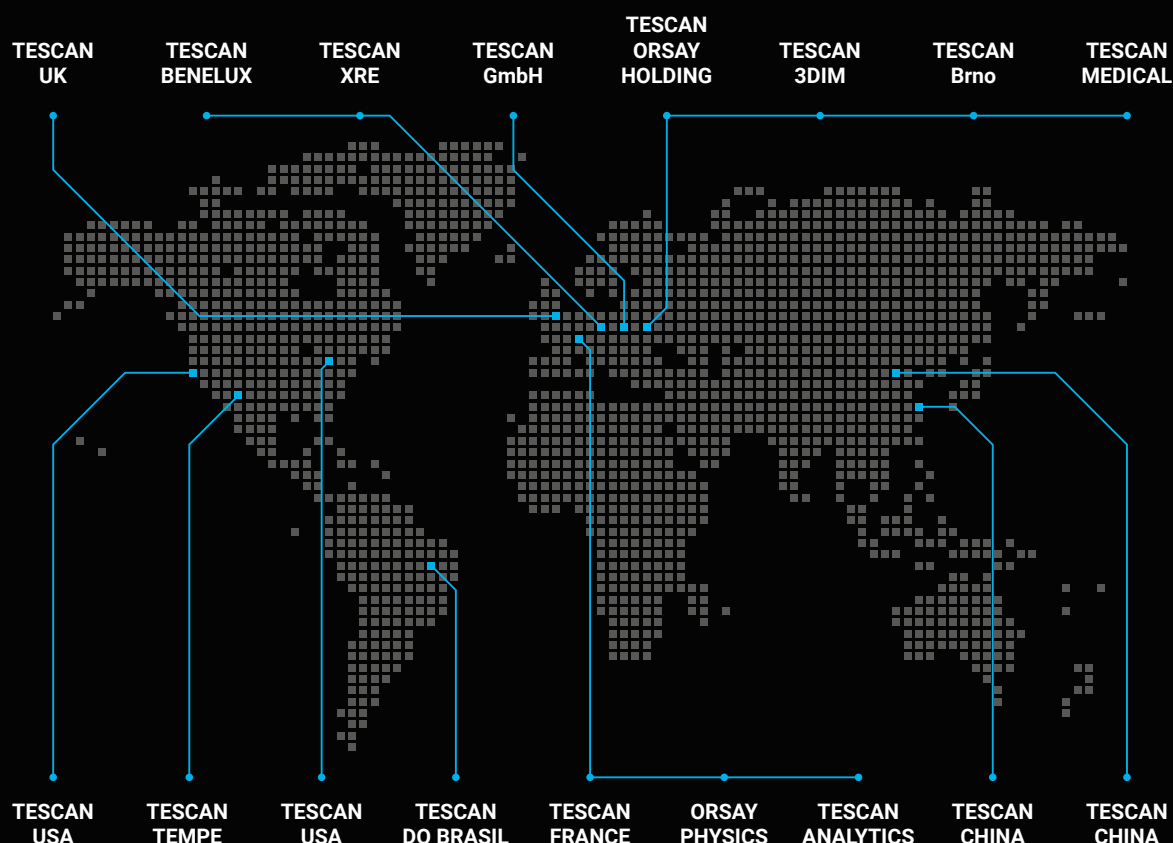 TESCAN
UK
TESCAN
BENELUX
TESCAN
XRE
TESCAN
GmbH
TESCAN
ORSAY
HOLDING
TESCAN
3DIM
TESCAN
Brno
TESCAN
MEDICAL
TESCAN
USA
TESCAN
TEMPE
TESCAN
USA
TESCAN
DO BRASIL
TESCAN
FRANCE
ORSAY
PHYSICS
TESCAN
ANALYTICS
TESCAN
CHINA
TESCAN
CHINA